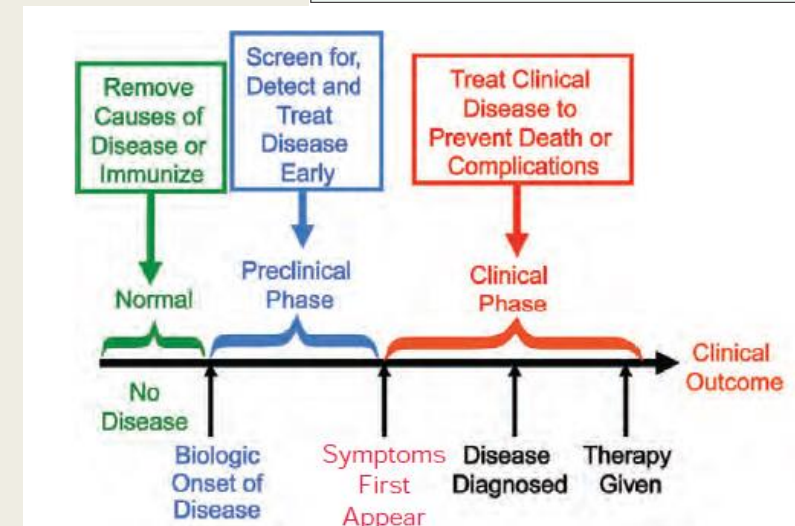 Remove
Causes of
Disease or
Immunize
Screen for,
Detect and
Treat
Disease
Early
Treat Clinical
Disease to
Prevent Death or
Complications
Normal
Preclinical
Phase
Clinical
Phase
Clinical
Outcome
No
Disease
Biologic
Onset of
Disease
Symptoms
First
Appear
Disease
Diagnosed
Therapy
Given